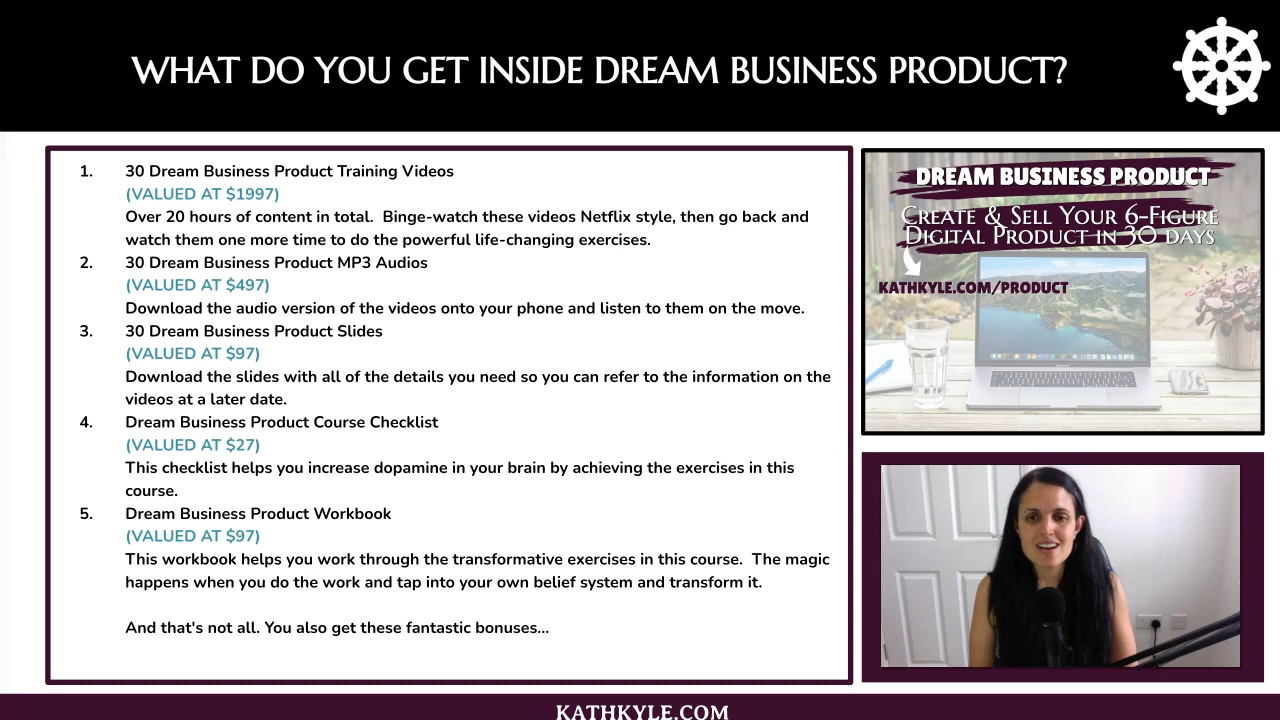 WHAT DO YOU GET INSIDE DREAM BUSINESS PRODUCT?
1. 30 Dream Business Product Training Videos
(VALUED AT $1997)
Over 20 hours of content in total.  Binge-watch these videos Netflix style, then go back and
watch them one more time to do the powerful life-changing exercises.
2. 30 Dream Business Product MP3 Audios
(VALUED AT $497)
Download the audio version of the videos onto your phone and listen to them on the move.
3. 30 Dream Business Product Slides
(VALUED AT $97)
Download the slides with all of the details you need so you can refer to the information on the
videos at a later date.
4. Dream Business Product Course Checklist
(VALUED AT $27)
This checklist helps you increase dopamine in your brain by achieving the exercises in this
course.
5. Dream Business Product Workbook
(VALUED AT $97)
This workbook helps you work through the transformative exercises in this course.  The magic
happens when you do the work and tap into your own belief system and transform it.
And that's not all. You also get these fantastic bonuses...
DREAM BUSINESS PRODUCT
Create & Sell Your 6-Figure
Digital Product in 30 days
KATHKYLE.COM/PRODUCT
KATHKYLE.COM